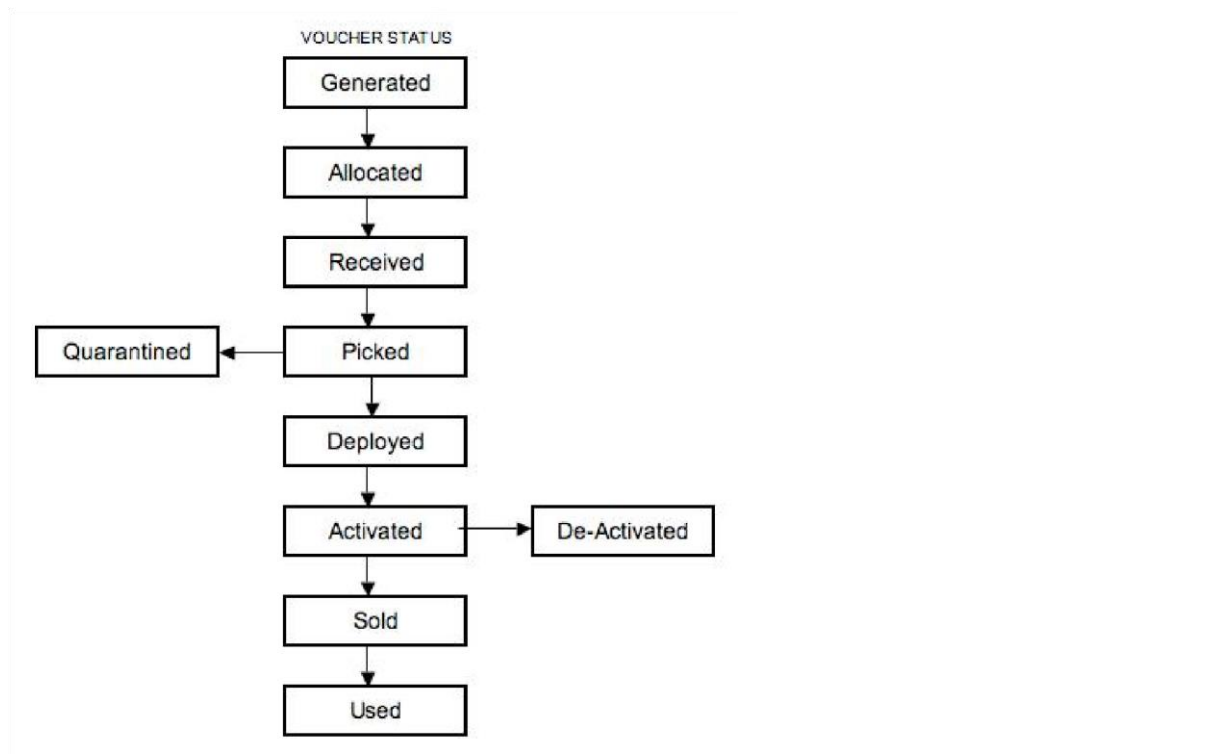 VOUCHER STATUS
Generated
Allocated
Received
Quarantined
Picked
Deployed
Activated
De-Activated
Sold
Used